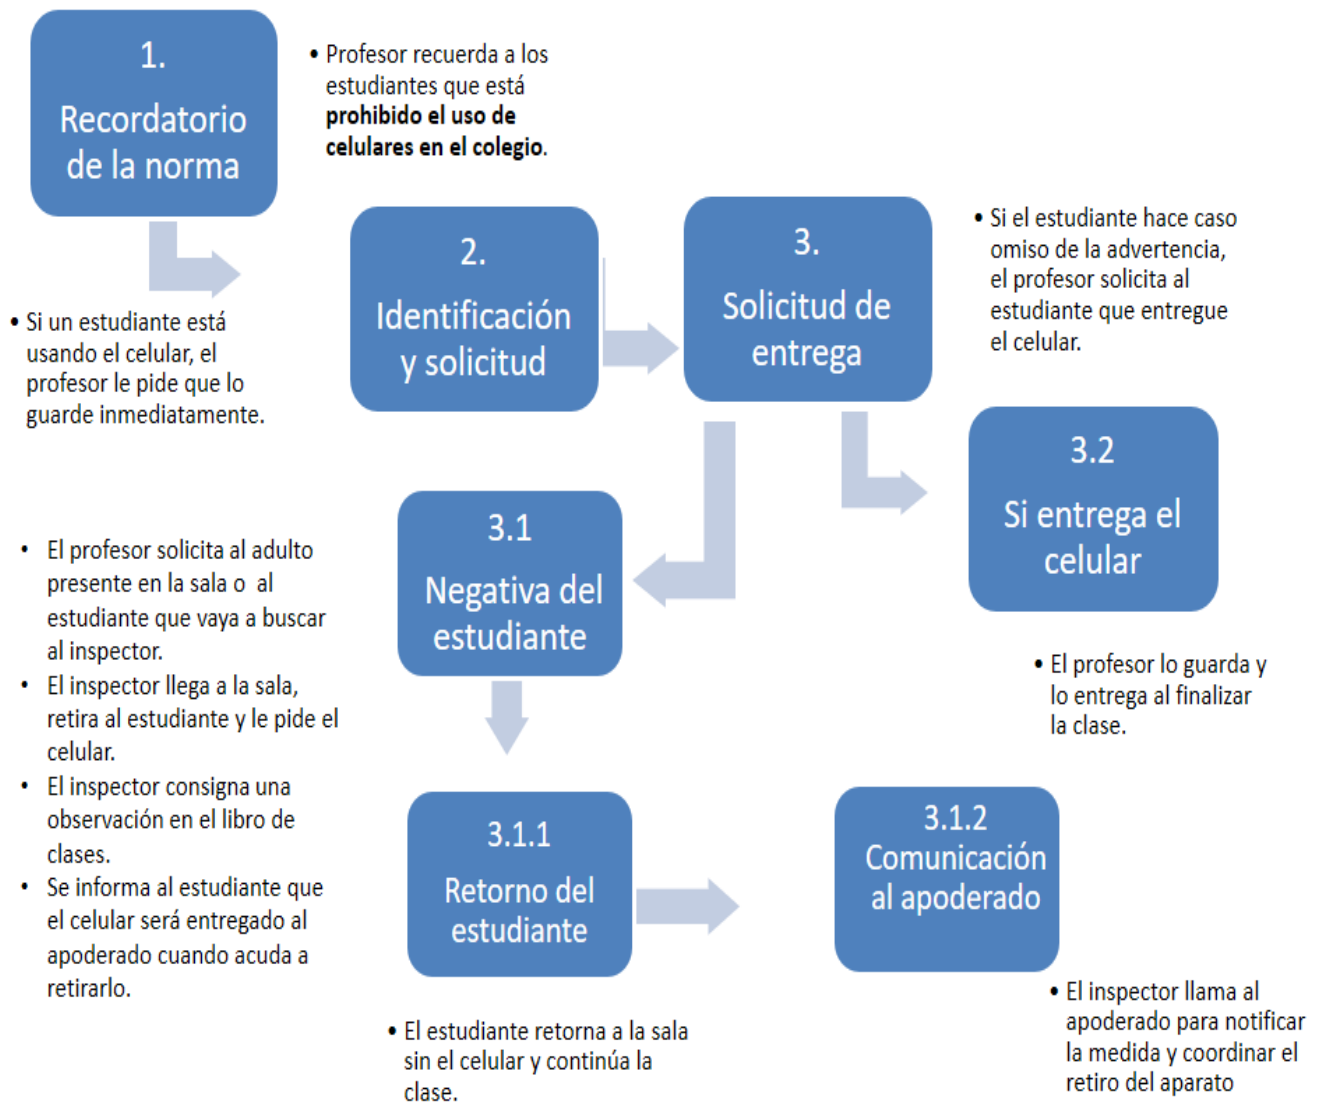 1.
Recordatorio
de la norma
• Profesor recuerda a los
estudiantes que está
prohibido el uso de
celulares en el colegio.
2.
Identificación
y solicitud
• Si un estudiante está
usando el celular, el
profesor le pide que lo
guarde inmediatamente.
3.
Solicitud de
entrega
• Si el estudiante hace caso
omiso de la advertencia,
el profesor solicita al
estudiante que entregue
el celular.
3.1
Negativa del
estudiante
• El profesor solicita al adulto
presente en la sala o al
estudiante que vaya a buscar
al inspector.
• El inspector llega a la sala,
retira al estudiante y le pide el
celular.
• El inspector consigna una
observación en el libro de
clases.
• Se informa al estudiante que
el celular será entregado al
apoderado cuando acuda a
retirarlo.
3.2
Si entrega el
celular
• El profesor lo guarda y
lo entrega al finalizar
la clase.
3.1.1
Retorno del
estudiante
• El estudiante retorna a la sala
sin el celular y continúa la
clase.
3.1.2
Comunicación
al apoderado
• El inspector llama al
apoderado para notificar
la medida y coordinar el
retiro del aparato